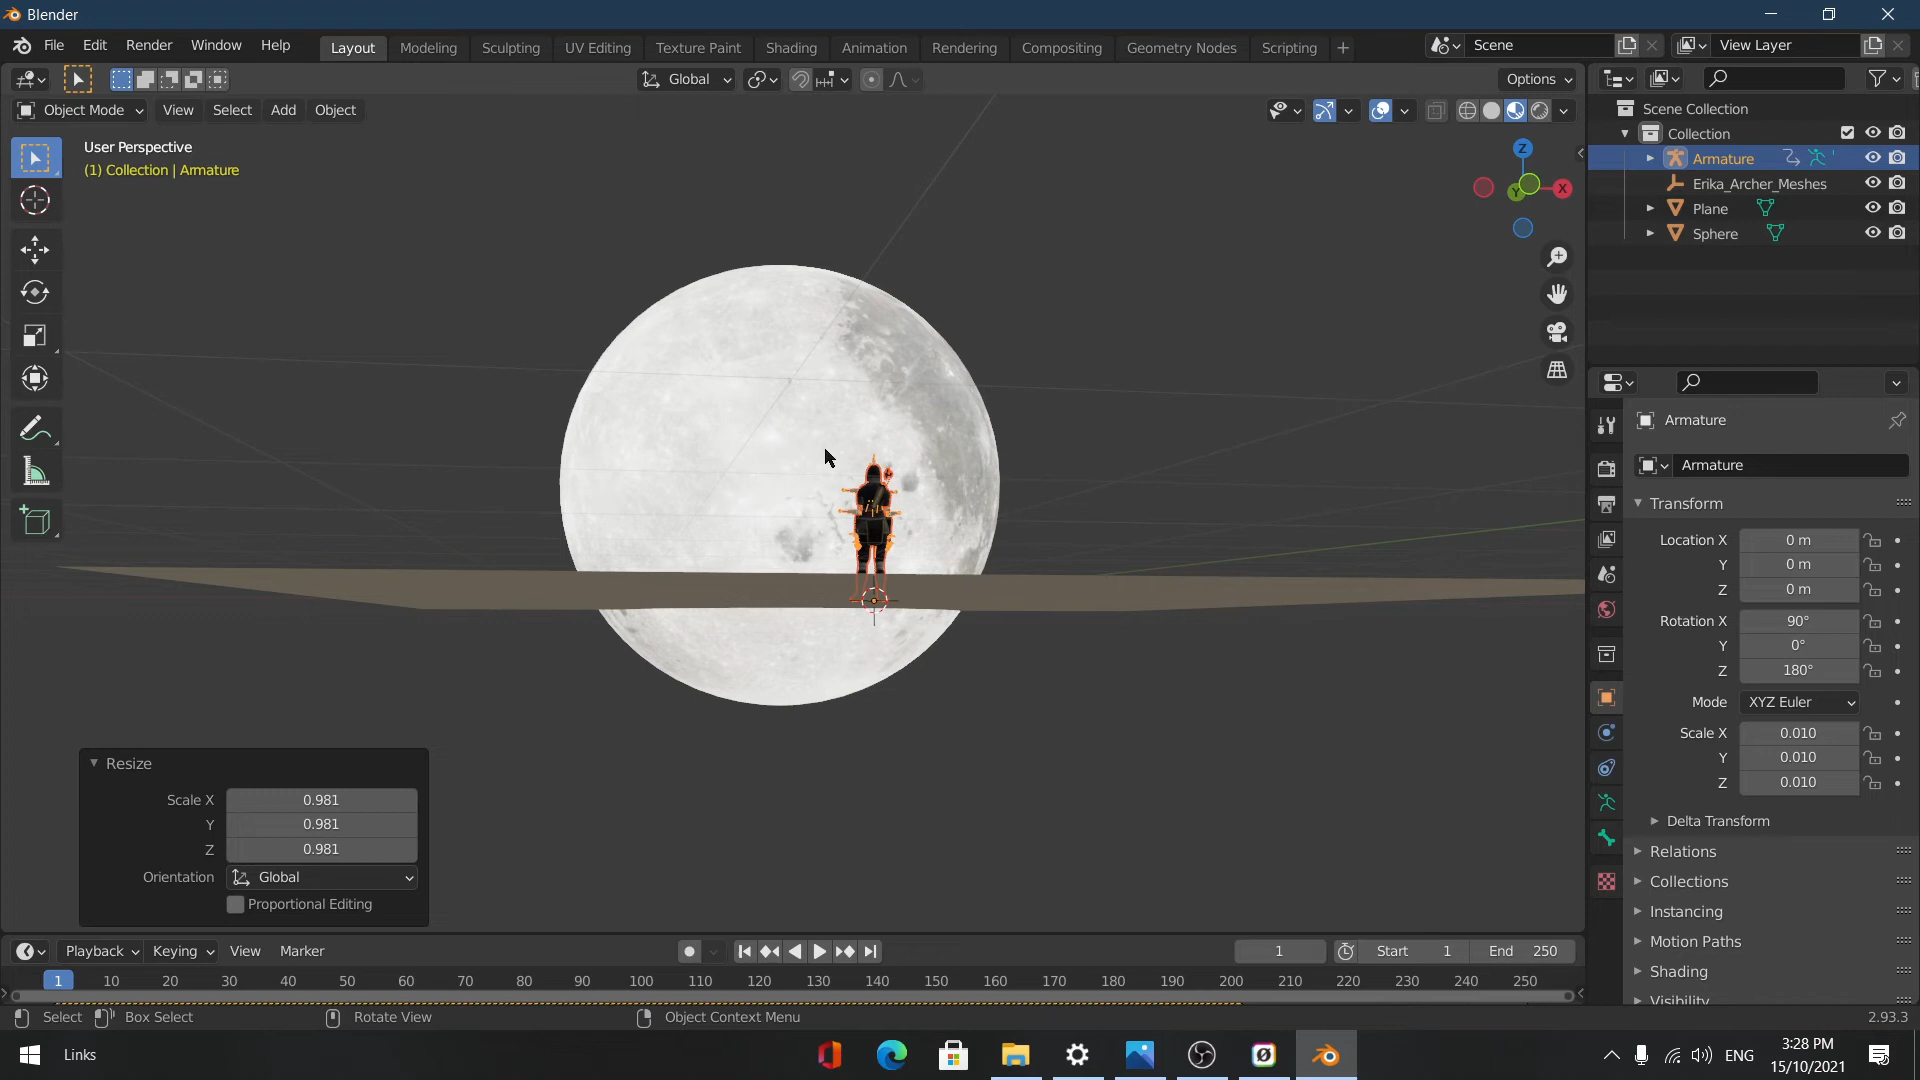 Blender
File Edit Render Window Help
Layout Modeling Sculpting UV Editing Texture Paint Shading Animation Rendering Compositing Geometry Nodes Scripting +
Scene
View Layer
Global
Options
Object Mode View Select Add Object
User Perspective
(1) Collection | Armature
Z
X
Y
Scene Collection
Collection
Armature
Erika_Archer_Meshes
Plane
Sphere
Armature
Armature
Transform
Location X 0 m
Y 0 m
Z 0 m
Rotation X 90°
Y 0°
Z 180°
Mode XYZ Euler
Scale X 0.010
Y 0.010
Z 0.010
Delta Transform
Relations
Collections
Instancing
Motion Paths
Shading
Visibility
Resize
Scale X 0.981
Y 0.981
Z 0.981
Orientation Global
Proportional Editing
Playback Keying View Marker
1
Start 1
End 250
1 10 20 30 40 50 60 70 80 90 100 110 120 130 140 150 160 170 180 190 200 210 220 230 240 250
Select Box Select Rotate View Object Context Menu 2.93.3
Links
ENG
3:28 PM
15/10/2021